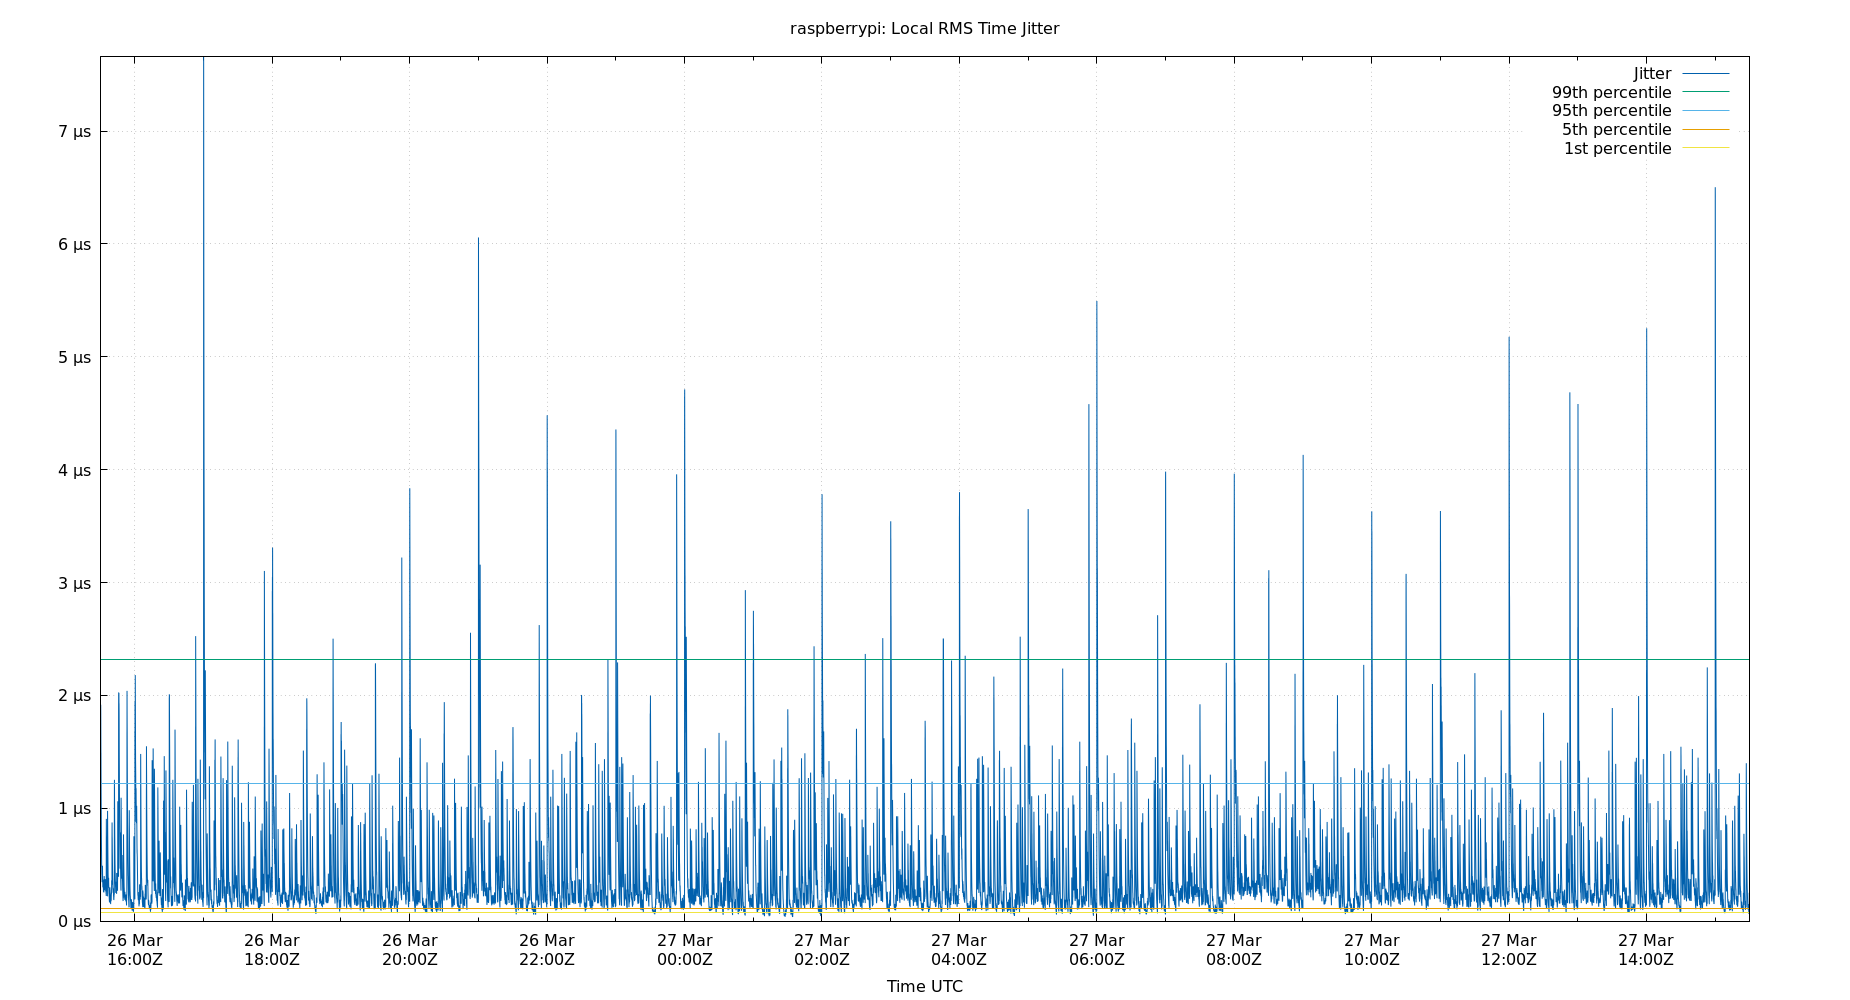 raspberrypi: Local RMS Time Jitter
Jitter
99th percentile
95th percentile
5th percentile
1st percentile
7 µs
6 µs
5 µs
4 µs
3 µs
2 µs
1 µs
0 µs
26 Mar 26 Mar 26 Mar 26 Mar 27 Mar 27 Mar 27 Mar 27 Mar 27 Mar 27 Mar 27 Mar 27 Mar
16:00Z 18:00Z 20:00Z 22:00Z 00:00Z 02:00Z 04:00Z 06:00Z 08:00Z 10:00Z 12:00Z 14:00Z
Time UTC